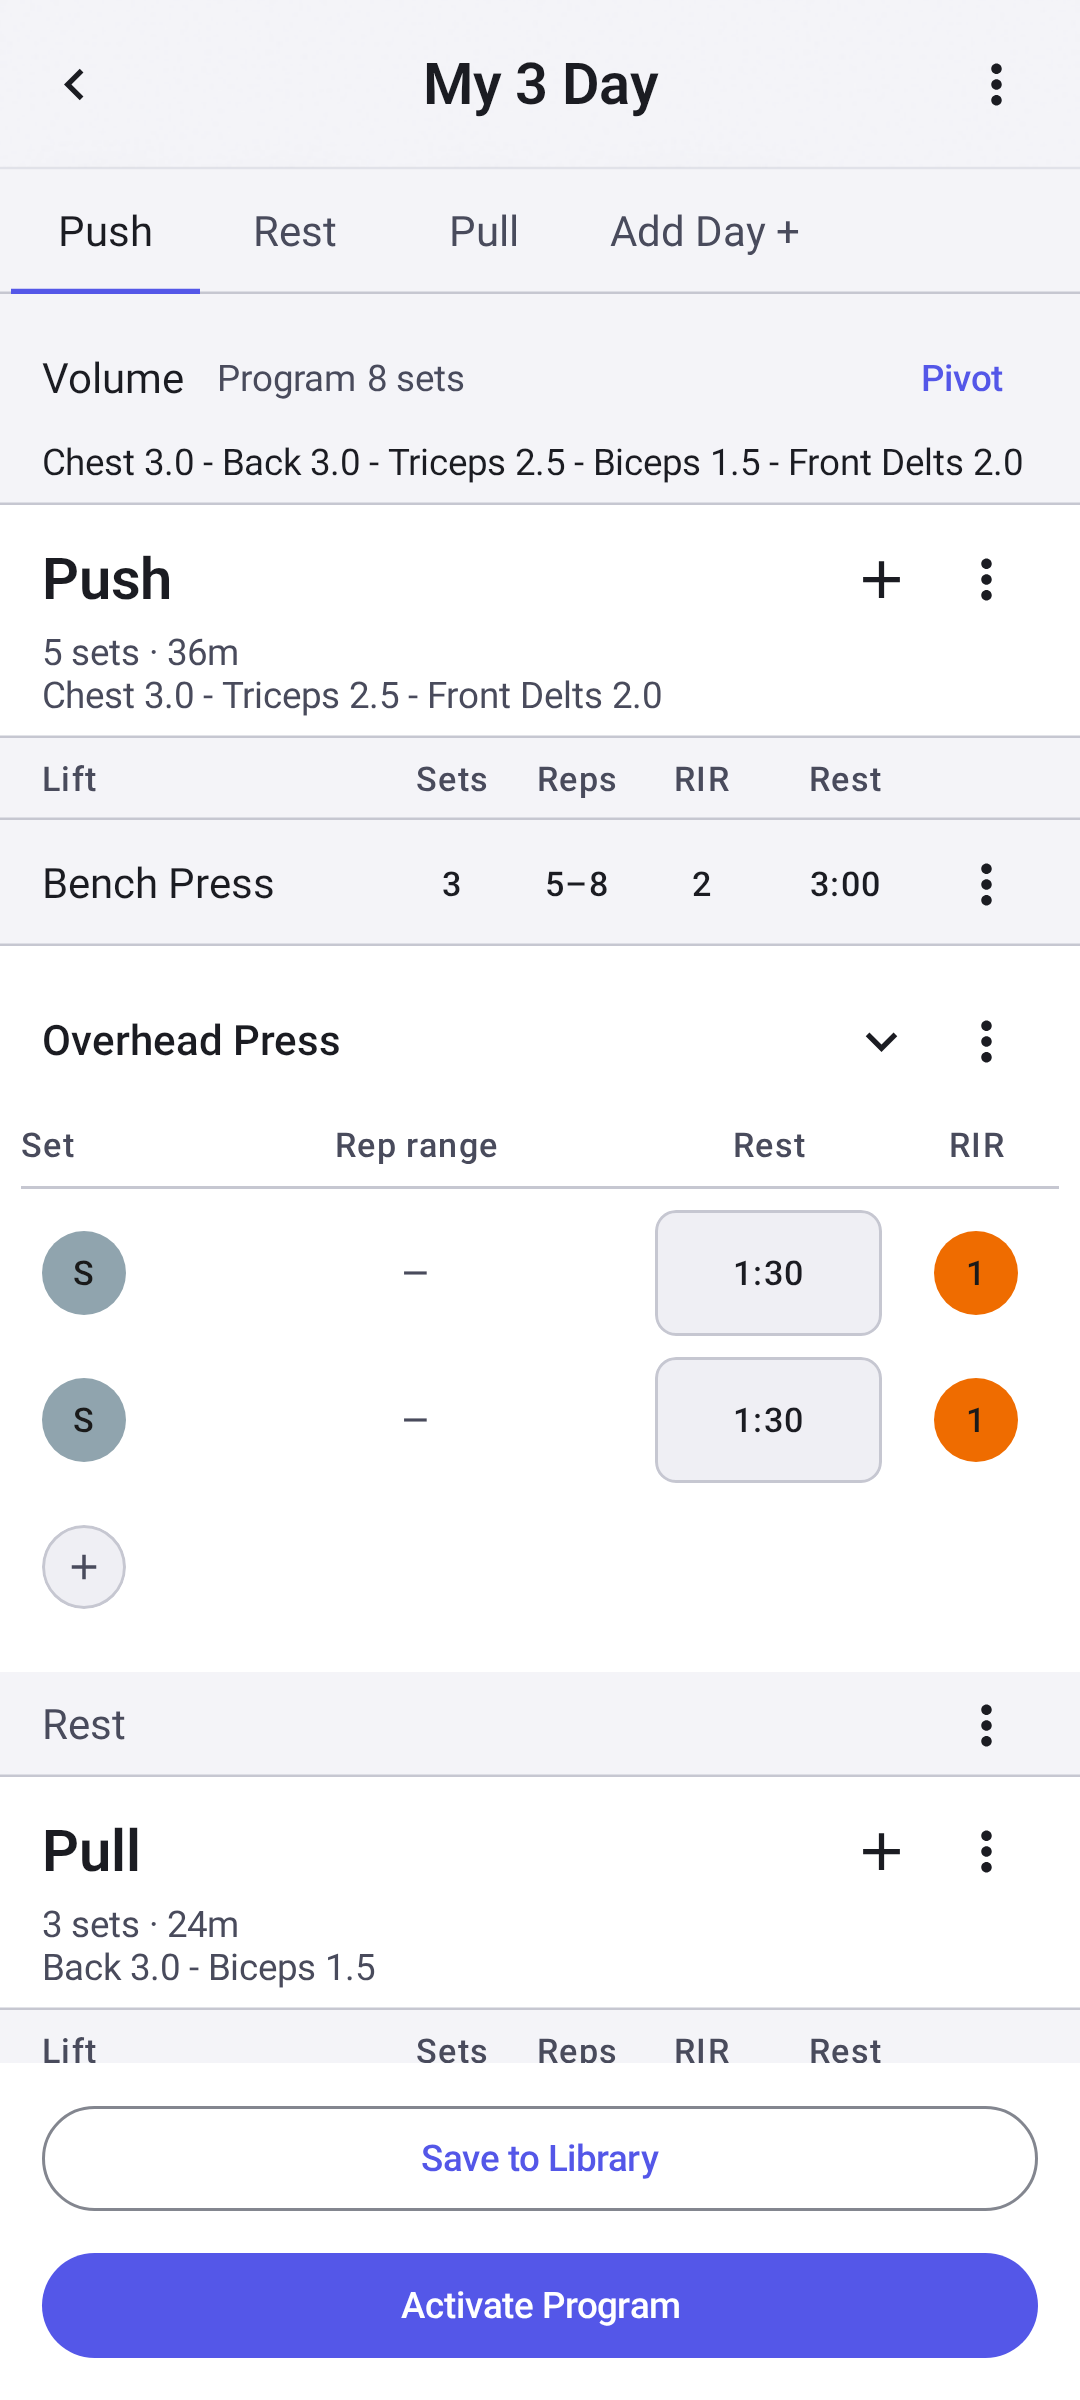 My 3 Day
Push Rest Pull Add Day +
Volume Program 8 sets Pivot
Chest 3.0 - Back 3.0 - Triceps 2.5 - Biceps 1.5 - Front Delts 2.0
Push +
5 sets · 36m
Chest 3.0 - Triceps 2.5 - Front Delts 2.0
Lift Sets Reps RIR Rest
Bench Press 3 5–8 2 3:00
Overhead Press
Set Rep range Rest RIR
S – 1:30 1
S – 1:30 1
+
Rest
Pull +
3 sets · 24m
Back 3.0 - Biceps 1.5
Lift Sets Reps RIR Rest
Save to Library
Activate Program